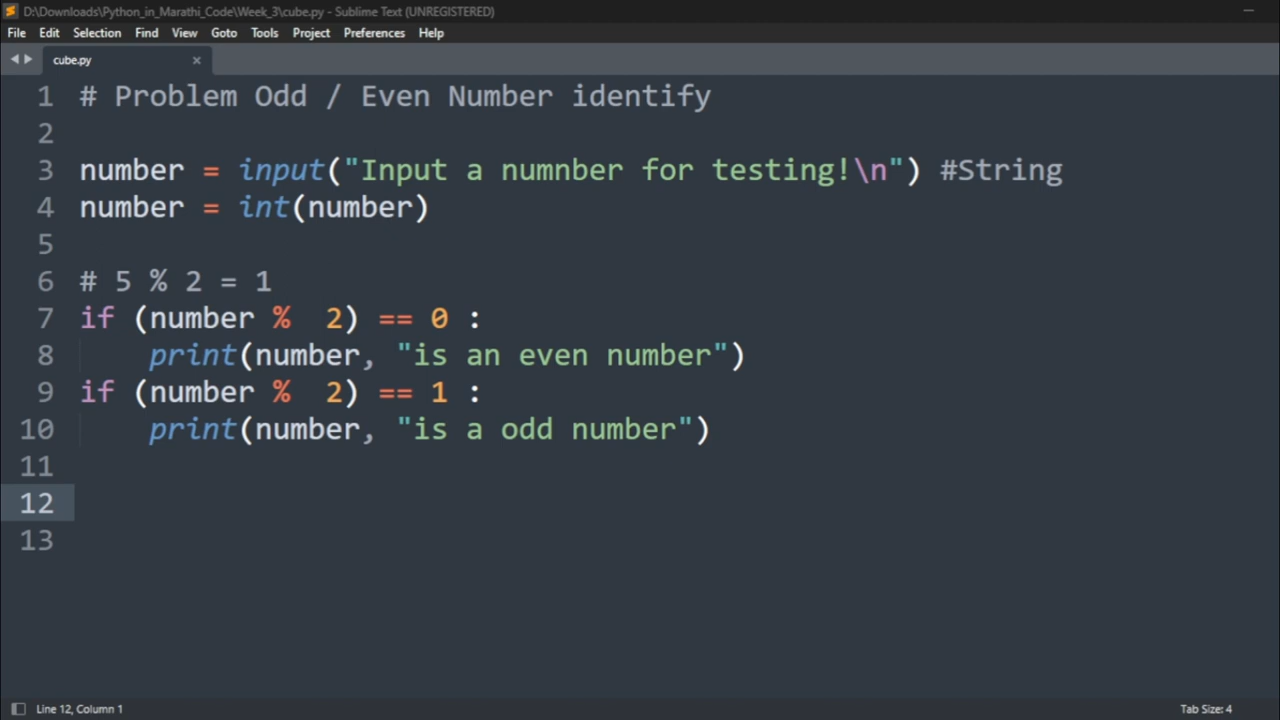 D:\Downloads\Python_in_Marathi_Code\Week_3\cube.py - Sublime Text (UNREGISTERED)
File Edit Selection Find View Goto Tools Project Preferences Help
cube.py ×
1 # Problem Odd / Even Number identify
2
3 number = input("Input a numnber for testing!\n") #String
4 number = int(number)
5
6 # 5 % 2 = 1
7 if (number %  2) == 0 :
8     print(number, "is an even number")
9 if (number %  2) == 1 :
10     print(number, "is a odd number")
11
12
13
Line 12, Column 1 Tab Size: 4